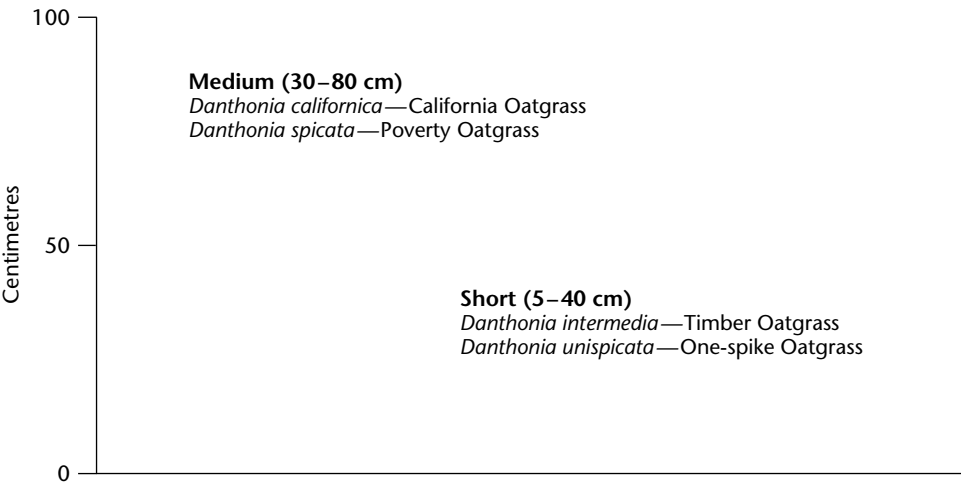 100
Medium (30–80 cm)
Danthonia californica—California Oatgrass
Danthonia spicata—Poverty Oatgrass
Centimetres
50
Short (5–40 cm)
Danthonia intermedia—Timber Oatgrass
Danthonia unispicata—One-spike Oatgrass
0